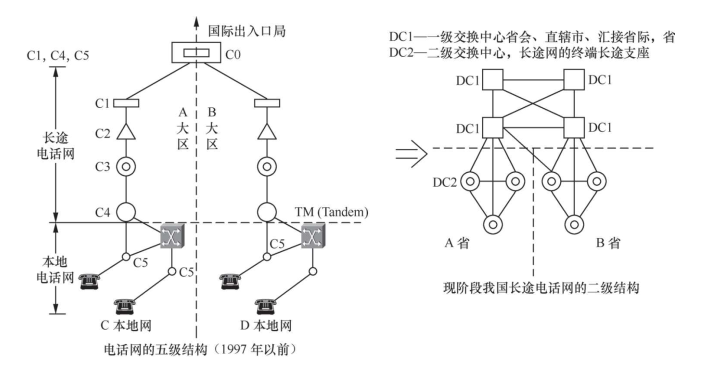 国际出入口局
C0
C1, C4, C5
C1
A
大
区
B
大
区
C2
长途
电话网
C3
C4
TM (Tandem)
本地
电话网
C5
C5
C5
C5
C 本地网
D 本地网
电话网的五级结构（1997 年以前）
DC1—一级交换中心省会、直辖市、汇接省际，省
DC2—二级交换中心，长途网的终端长途支座
DC1
DC1
DC1
DC1
DC2
A 省
B 省
现阶段我国长途电话网的二级结构